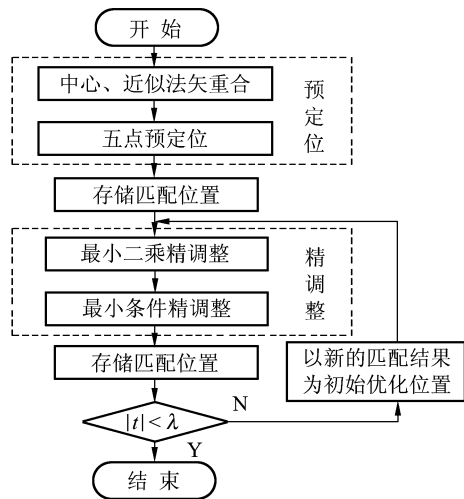 开 始
中心、近似法矢重合
五点预定位
预定位
存储匹配位置
最小二乘精调整
最小条件精调整
精调整
存储匹配位置
以新的匹配结果
为初始优化位置
|t| < λ
N
Y
结 束